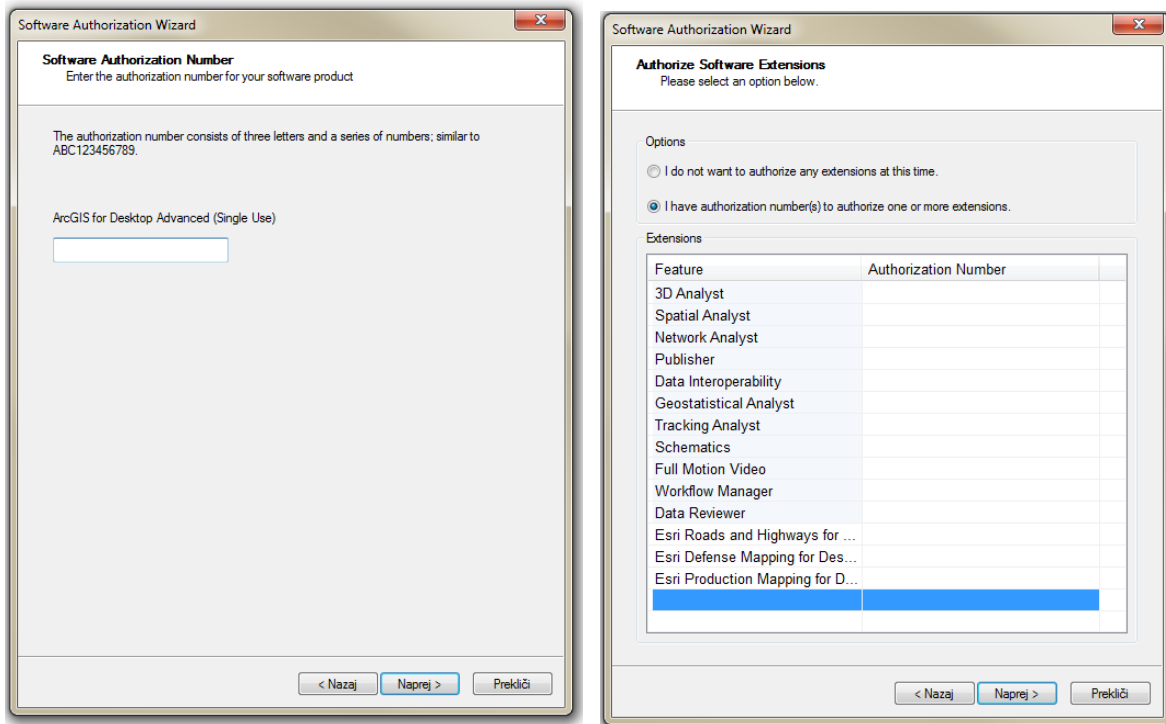 Software Authorization Wizard
Software Authorization Number
Enter the authorization number for your software product
The authorization number consists of three letters and a series of numbers; similar to
ABC123456789.
ArcGIS for Desktop Advanced (Single Use)
< Nazaj
Naprej >
Prekliči
Software Authorization Wizard
Authorize Software Extensions
Please select an option below.
Options
I do not want to authorize any extensions at this time.
I have authorization number(s) to authorize one or more extensions.
Extensions
Feature Authorization Number
3D Analyst
Spatial Analyst
Network Analyst
Publisher
Data Interoperability
Geostatistical Analyst
Tracking Analyst
Schematics
Full Motion Video
Workflow Manager
Data Reviewer
Esri Roads and Highways for ...
Esri Defense Mapping for Des...
Esri Production Mapping for D...
< Nazaj
Naprej >
Prekliči